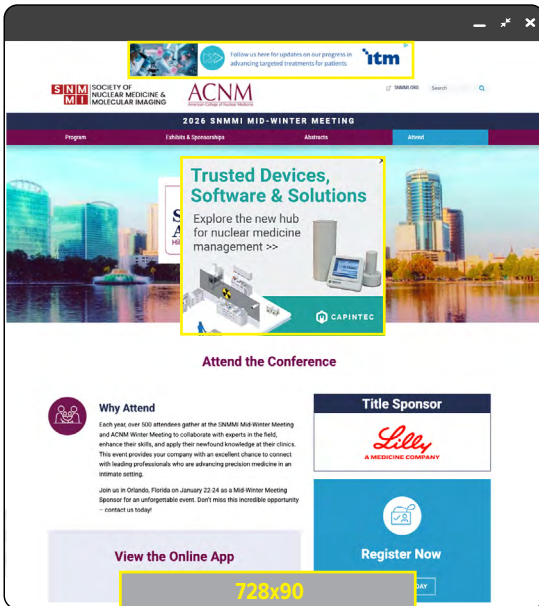 Follow us here for updates on our progress in
advancing targeted treatments for patients.
itm
SNM
MI
SOCIETY OF
NUCLEAR MEDICINE &
MOLECULAR IMAGING
ACNM
American College of Nuclear Medicine
SNMMI.ORG
Search
2026 SNMMI MID-WINTER MEETING
Program
Exhibits & Sponsorships
Abstracts
Attend
Trusted Devices,
Software & Solutions
Explore the new hub
for nuclear medicine
management >>
CAPINTEC
S
A
Hil
Attend the Conference
Why Attend
Each year, over 500 attendees gather at the SNMMI Mid-Winter Meeting
and ACNM Winter Meeting to collaborate with experts in the field,
enhance their skills, and apply their newfound knowledge at their clinics.
This event provides your company with an excellent chance to connect
with leading professionals who are advancing precision medicine in an
intimate setting.
Join us in Orlando, Florida on January 22-24 as a Mid-Winter Meeting
Sponsor for an unforgettable event. Don't miss this incredible opportunity
– contact us today!
Title Sponsor
Lilly
A MEDICINE COMPANY
View the Online App
Register Now
DAY
728x90